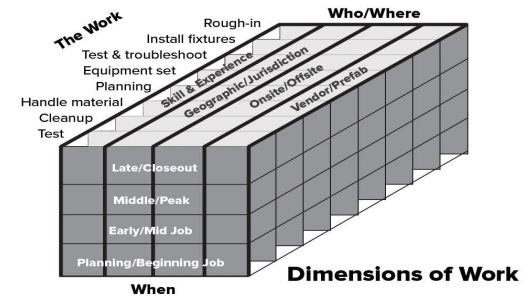 The Work
Who/Where
Rough-in
Install fixtures
Test & troubleshoot
Equipment set
Planning
Handle material
Cleanup
Test
Skill & Experience
Geographic/Jurisdiction
Onsite/Offsite
Vendor/Prefab
Late/Closeout
Middle/Peak
Early/Mid Job
Planning/Beginning Job
When
Dimensions of Work